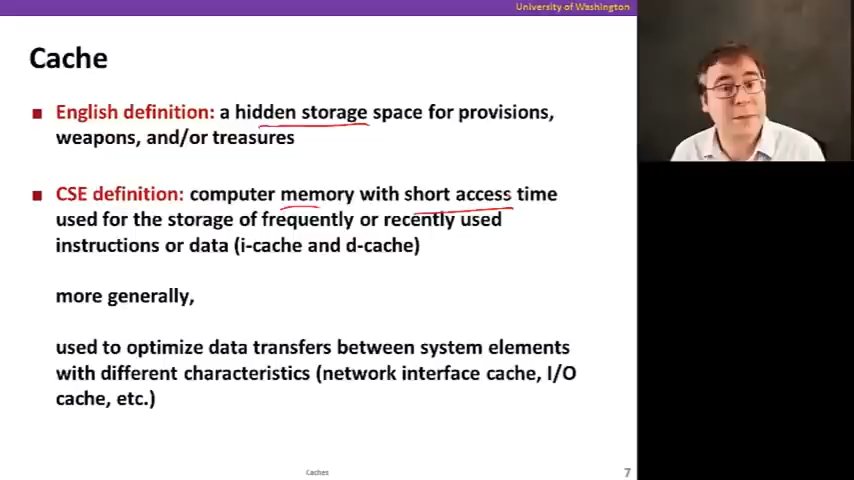 University of Washington
Cache
English definition: a hidden storage space for provisions,
weapons, and/or treasures
CSE definition: computer memory with short access time
used for the storage of frequently or recently used
instructions or data (i-cache and d-cache)
more generally,
used to optimize data transfers between system elements
with different characteristics (network interface cache, I/O
cache, etc.)
Caches
7